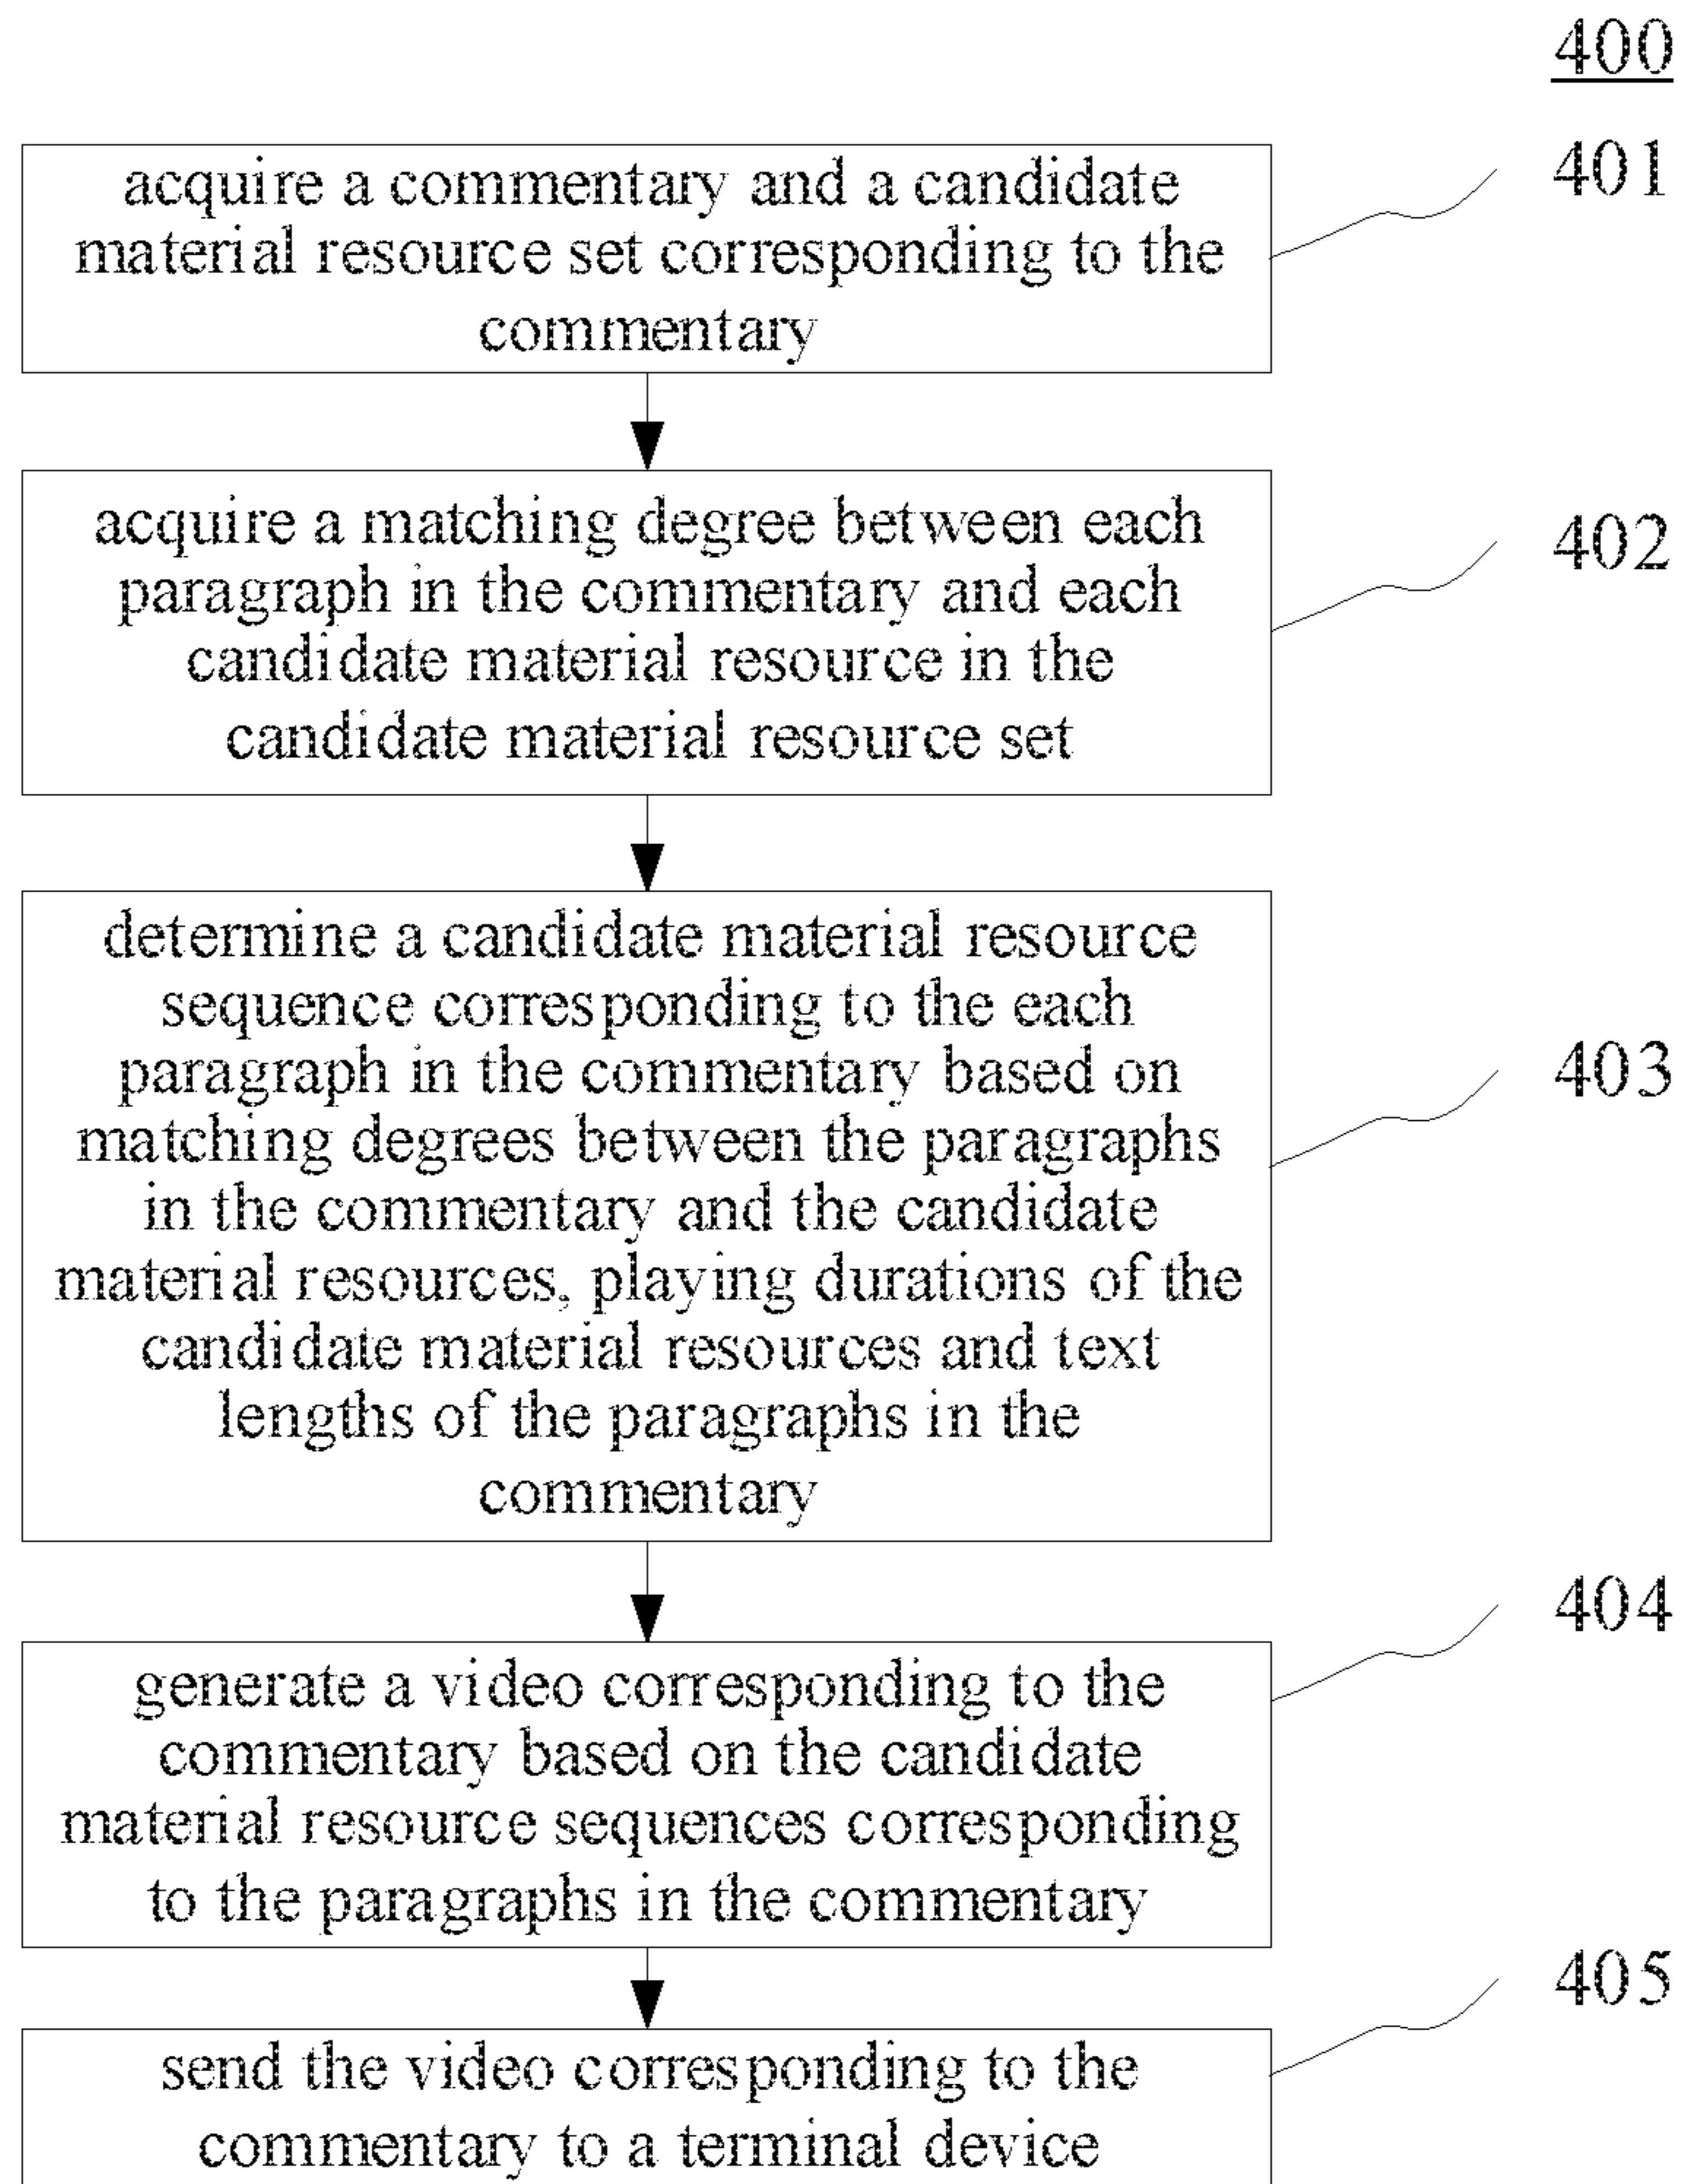 400
acquire a commentary and a candidate
material resource set corresponding to the
commentary
401
acquire a matching degree between each
paragraph in the commentary and each
candidate material resource in the
candidate material resource set
402
determine a candidate material resource
sequence corresponding to the each
paragraph in the commentary based on
matching degrees between the paragraphs
in the commentary and the candidate
material resources, playing durations of the
candidate material resources and text
lengths of the paragraphs in the
commentary
403
generate a video corresponding to the
commentary based on the candidate
material resource sequences corresponding
to the paragraphs in the commentary
404
send the video corresponding to the
commentary to a terminal device
405